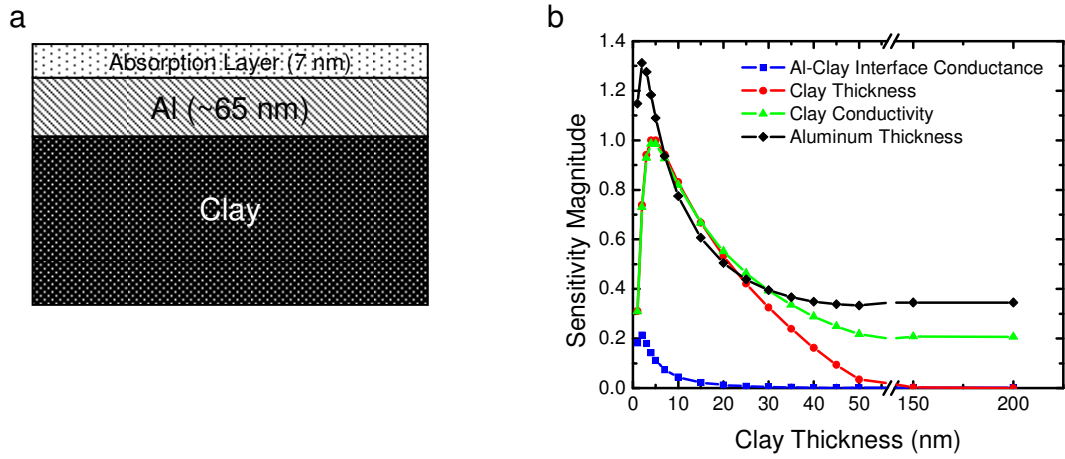 a
Absorption Layer (7 nm)
Al (~65 nm)
Clay
b
Sensitivity Magnitude
1.4
1.2
1.0
0.8
0.6
0.4
0.2
0.0
Al-Clay Interface Conductance
Clay Thickness
Clay Conductivity
Aluminum Thickness
0 10 20 30 40 50 150 200
Clay Thickness (nm)